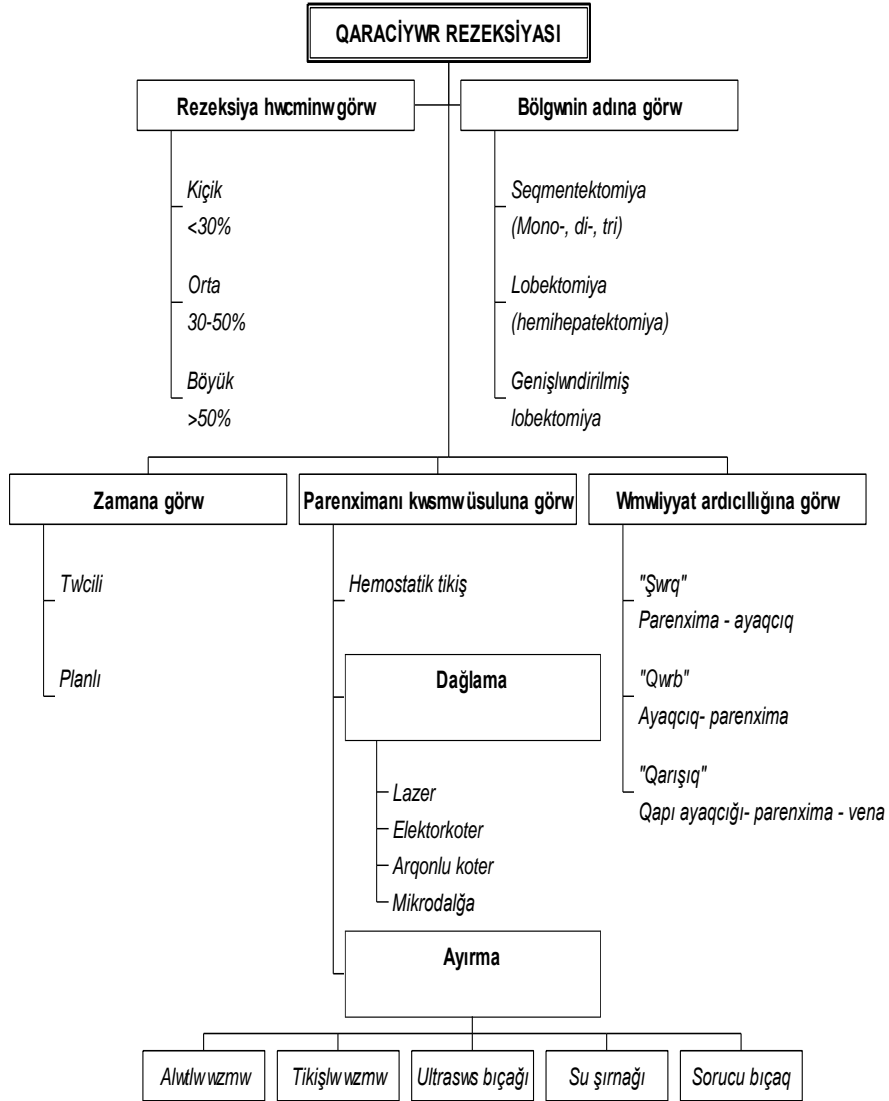 QARACİYWR REZEKSİYASI
Rezeksiya hwcminw görw
Bölgwnin adına görw
Kiçik
<30%
Orta
30-50%
Böyük
>50%
Seqmentektomiya
(Mono-, di-, tri)
Lobektomiya
(hemihepatektomiya)
Genişlwndirilmiş
lobektomiya
Zamana görw
Parenximanı kwsmw üsuluna görw
Wmwliyyat ardıcıllığına görw
Twcili
Planlı
Hemostatik tikiş
Dağlama
Lazer
Elektorkoter
Arqonlu koter
Mikrodalğa
Ayırma
Alwtlw wzmw
Tikişlw wzmw
Ultrasws bıçağı
Su şırnağı
Sorucu bıçaq
"Şwrq"
Parenxima - ayaqcıq
"Qwrb"
Ayaqcıq- parenxima
"Qarışıq"
Qapı ayaqcığı- parenxima - vena